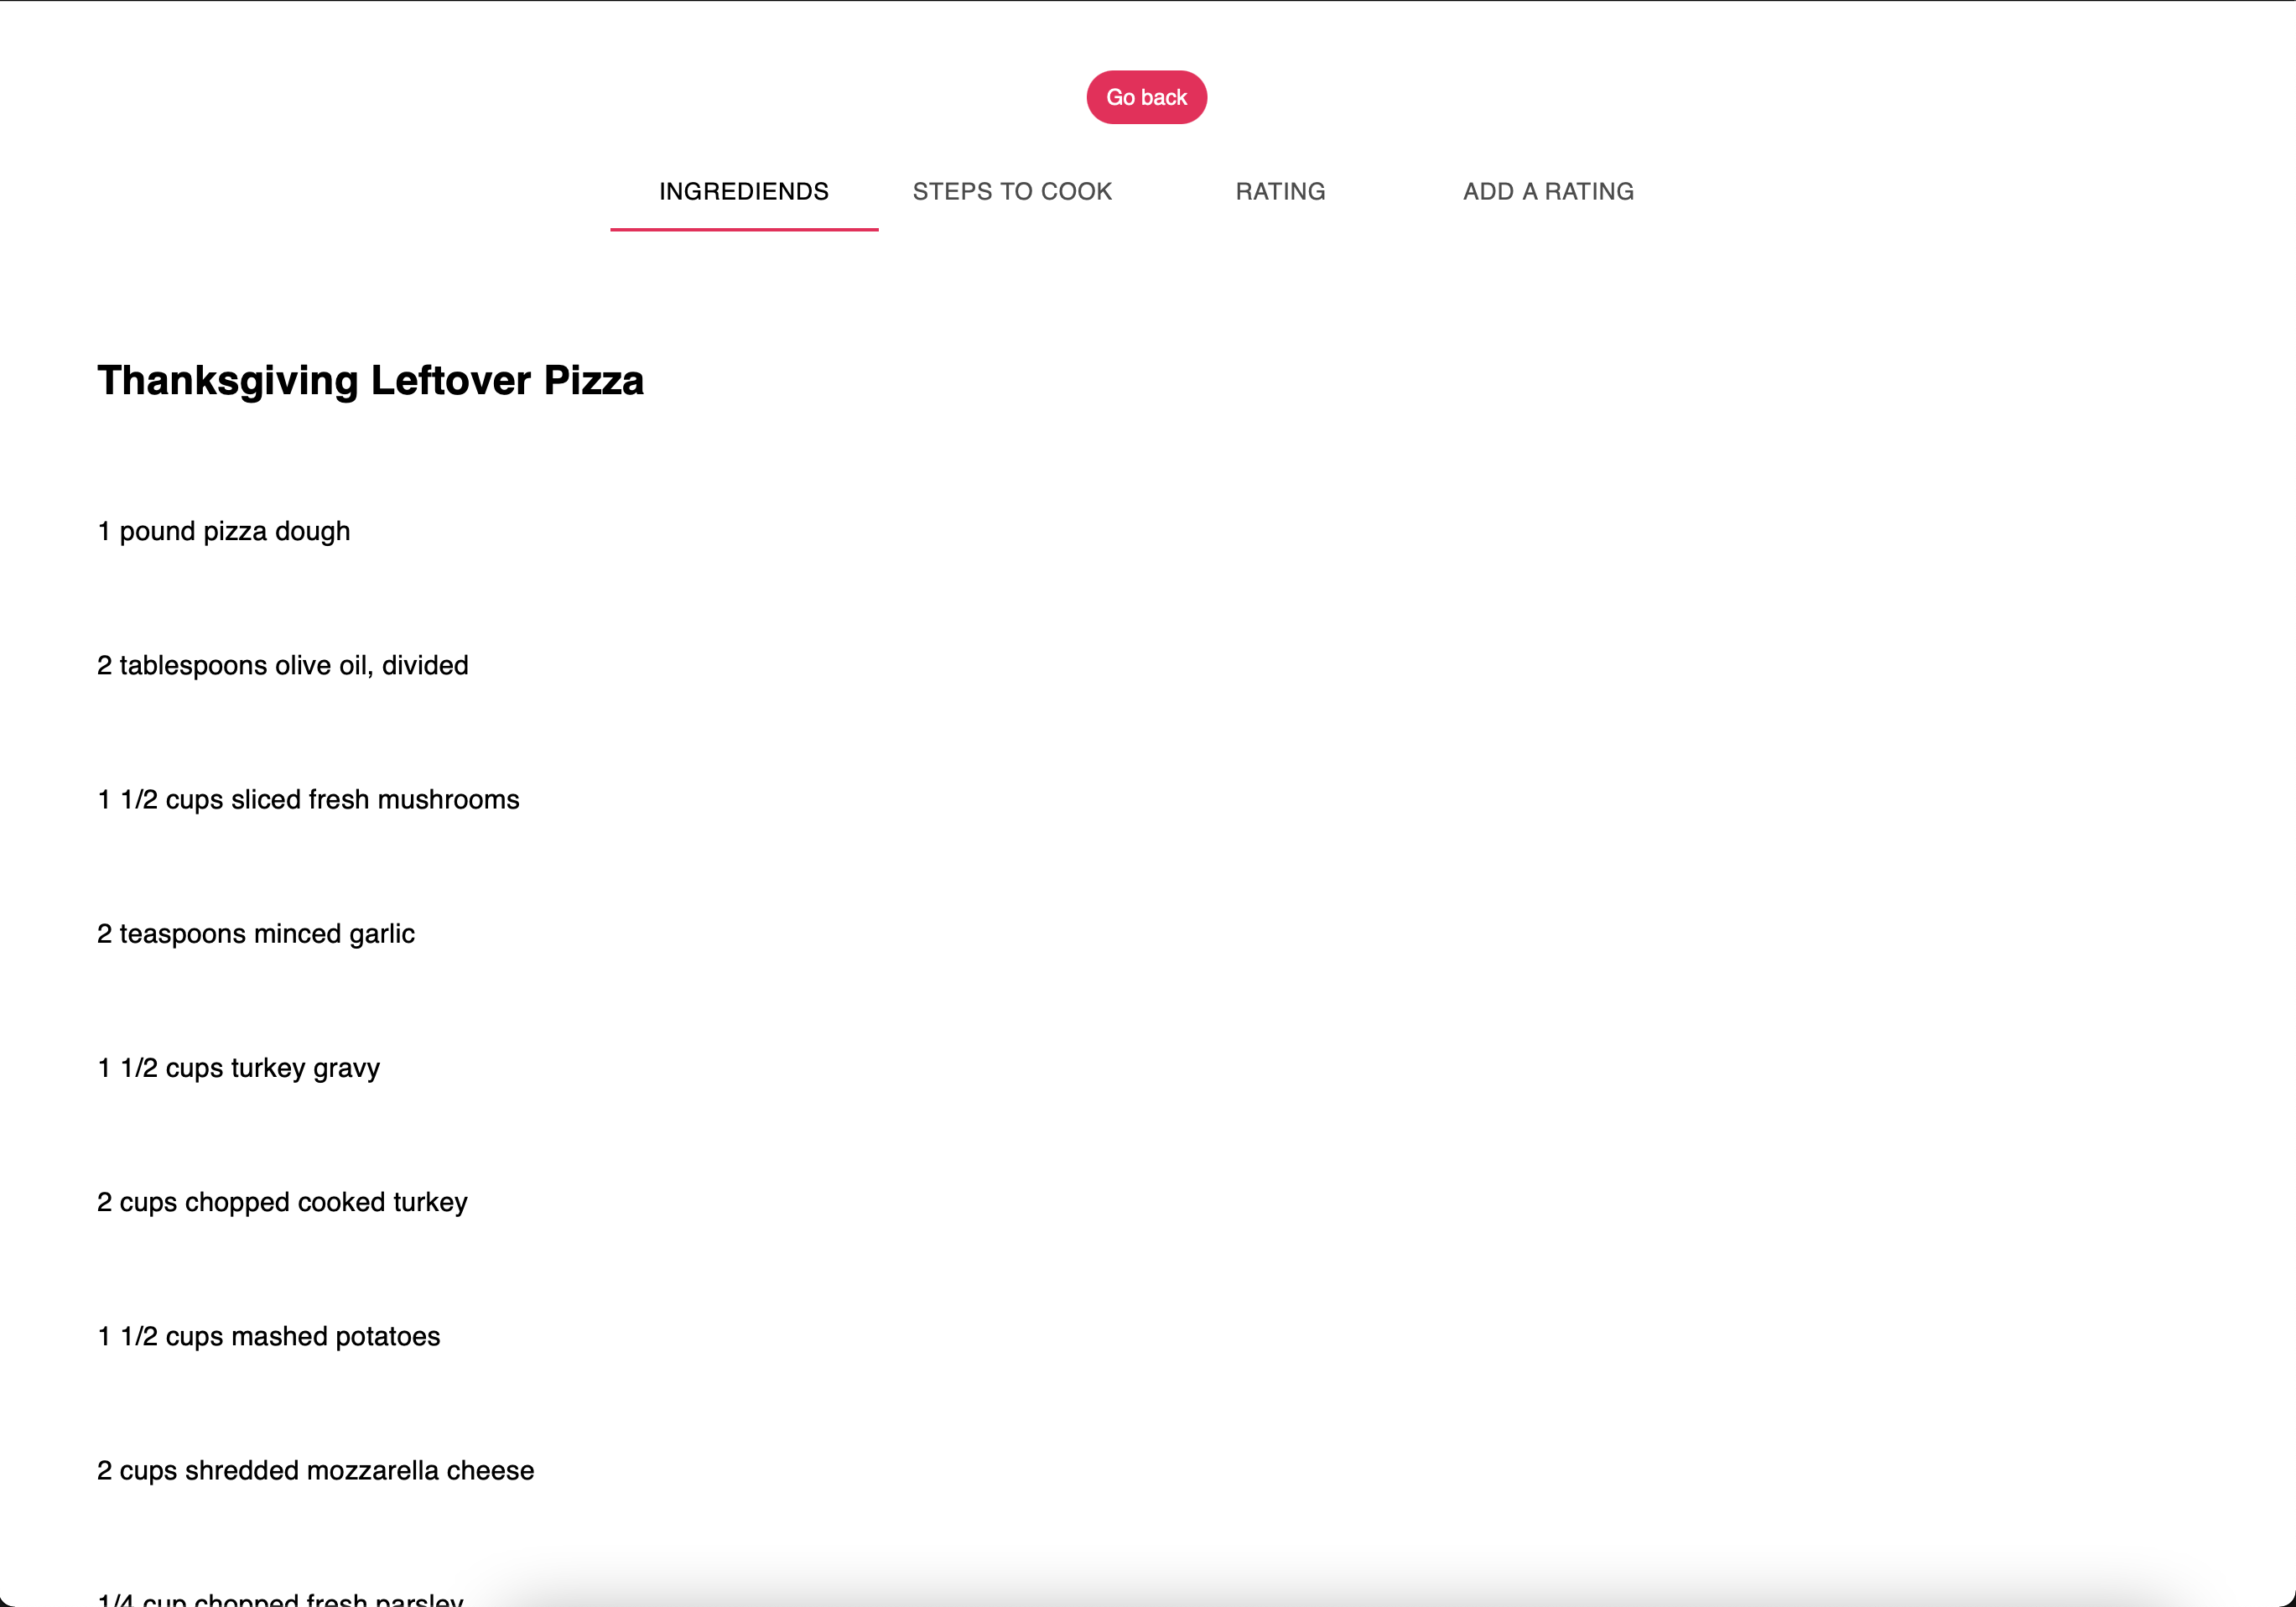 Go back
INGREDIENDS STEPS TO COOK RATING ADD A RATING
Thanksgiving Leftover Pizza
1 pound pizza dough
2 tablespoons olive oil, divided
1 1/2 cups sliced fresh mushrooms
2 teaspoons minced garlic
1 1/2 cups turkey gravy
2 cups chopped cooked turkey
1 1/2 cups mashed potatoes
2 cups shredded mozzarella cheese
1/4 cup chopped fresh parsley